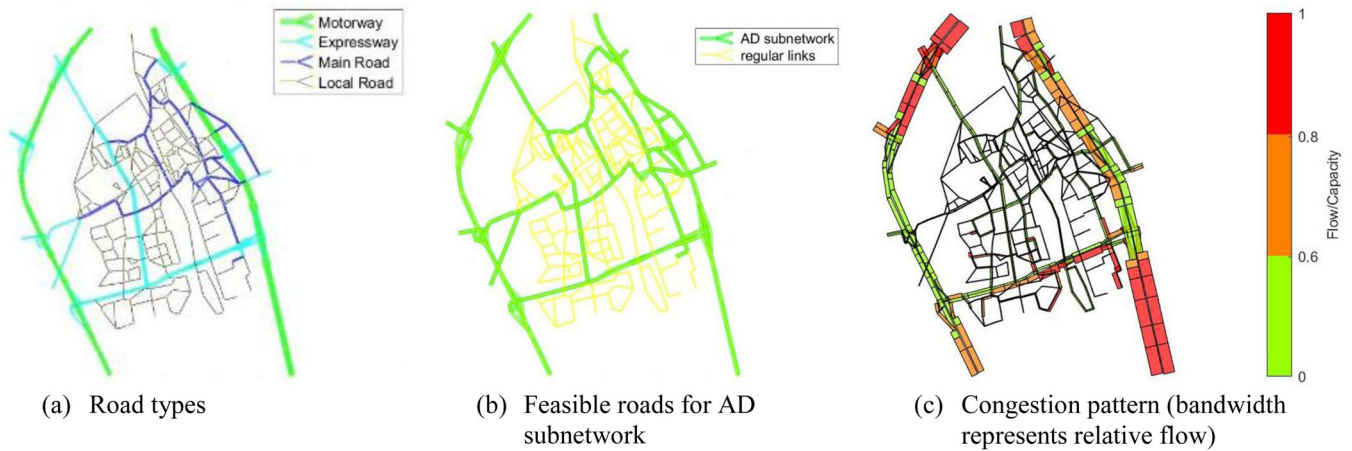 Motorway
Expressway
Main Road
Local Road
AD subnetwork
regular links
1
0.8
0.6
0
Flow/Capacity
(a) Road types
(b) Feasible roads for AD
subnetwork
(c) Congestion pattern (bandwidth
represents relative flow)